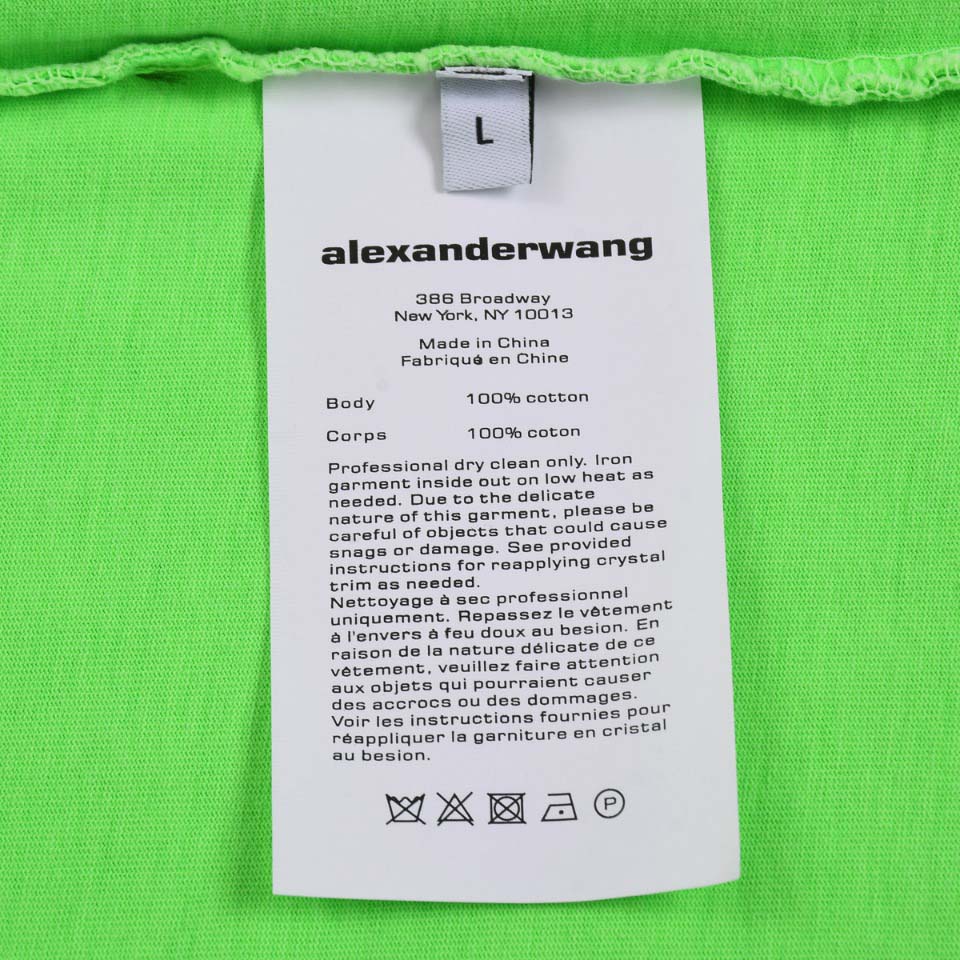 L
alexanderwang
386 Broadway
New York, NY 10013
Made in China
Fabriqué en Chine
Body 100% cotton
Corps 100% coton
Professional dry clean only. Iron
garment inside out on low heat as
needed. Due to the delicate
nature of this garment, please be
careful of objects that could cause
snags or damage. See provided
instructions for reapplying crystal
trim as needed.
Nettoyage à sec professionnel
uniquement. Repassez le vêtement
à l'envers à feu doux au besion. En
raison de la nature délicate de ce
vêtement, veuillez faire attention
aux objets qui pourraient causer
des accrocs ou des dommages.
Voir les instructions fournies pour
réappliquer la garniture en cristal
au besion.
P